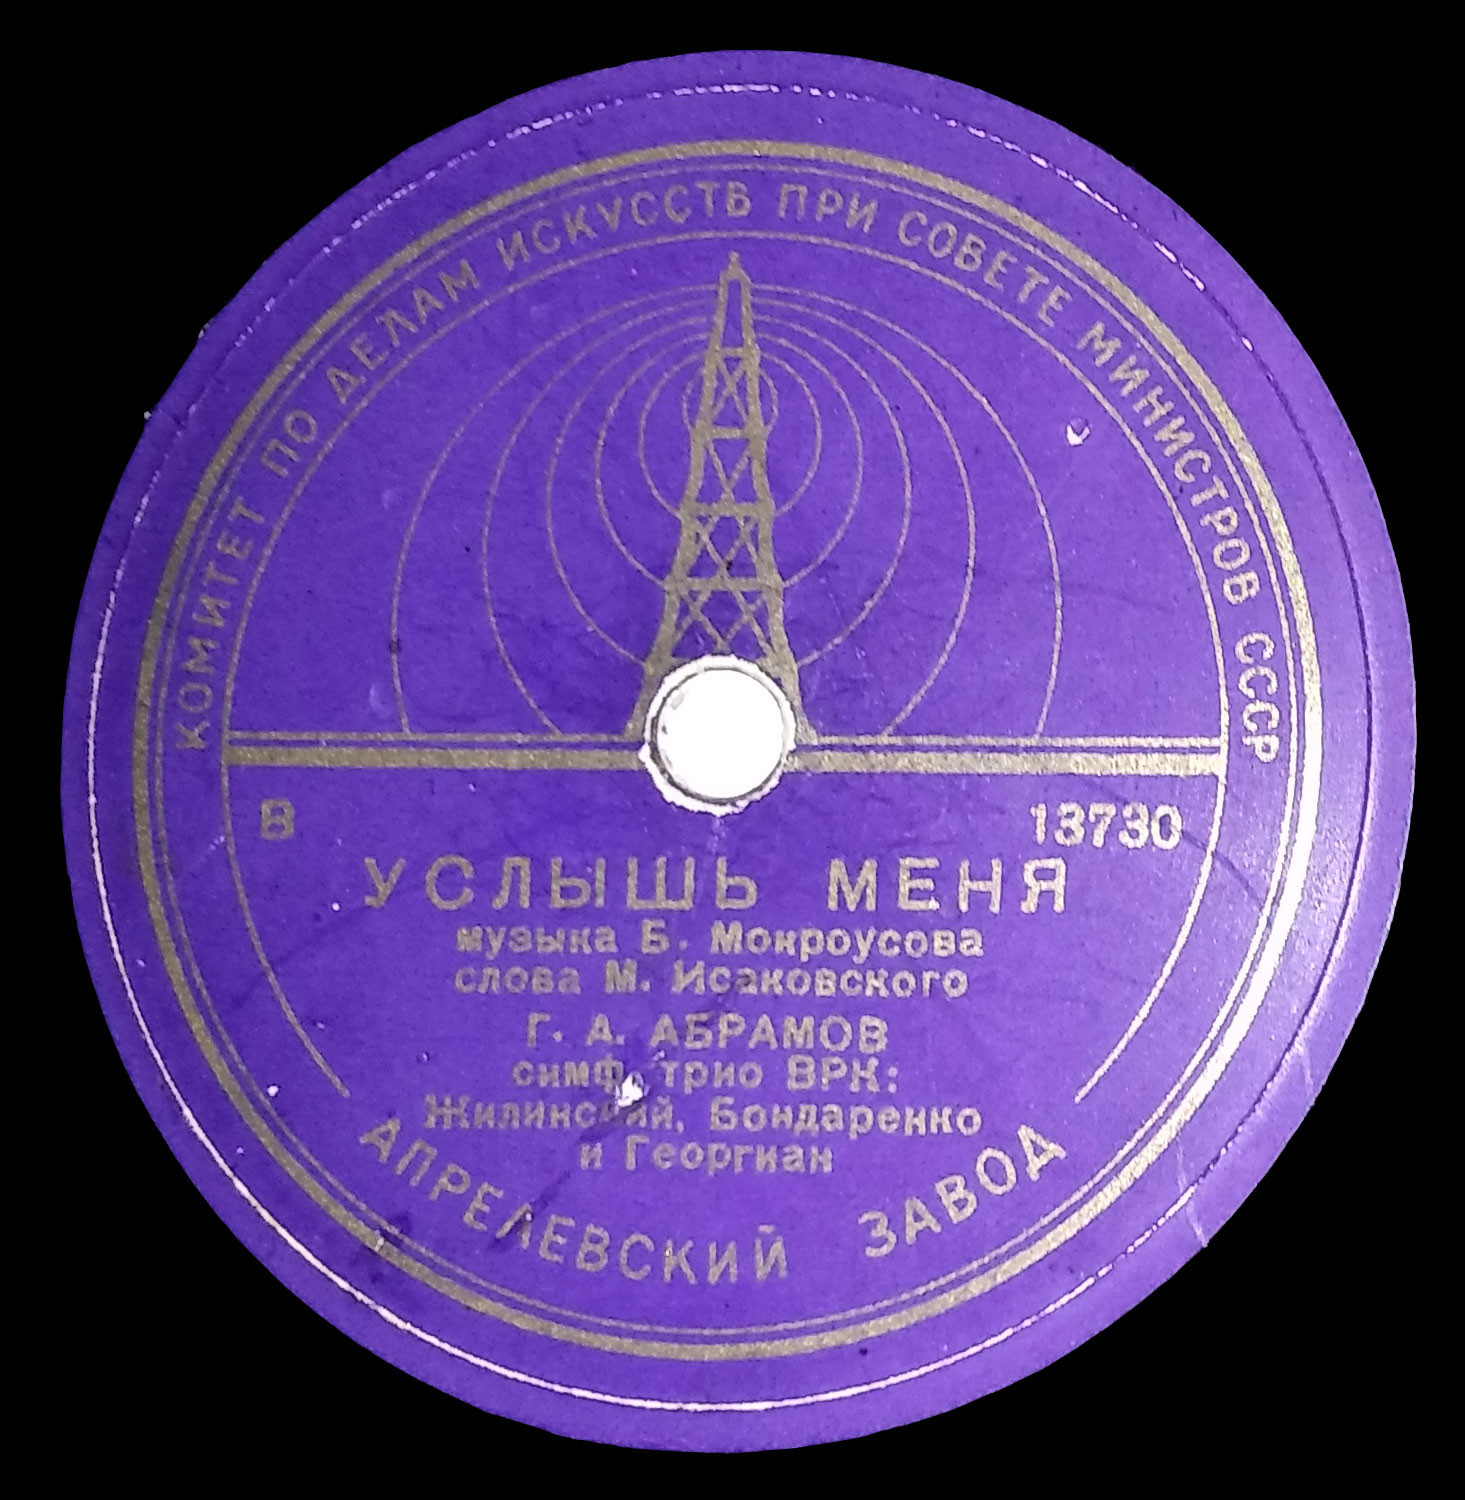 КОМИТЕТ ПО ДЕЛАМ ИСКУССТВ ПРИ СОВЕТЕ МИНИСТРОВ СССР
В 13730
УСЛЫШЬ МЕНЯ
музыка Б. Мокроусова
слова М. Исаковского
Г. А. АБРАМОВ
симф. трио ВРК:
Жилинский, Бондаренко
и Георгиан
АПРЕЛЕВСКИЙ ЗАВОД